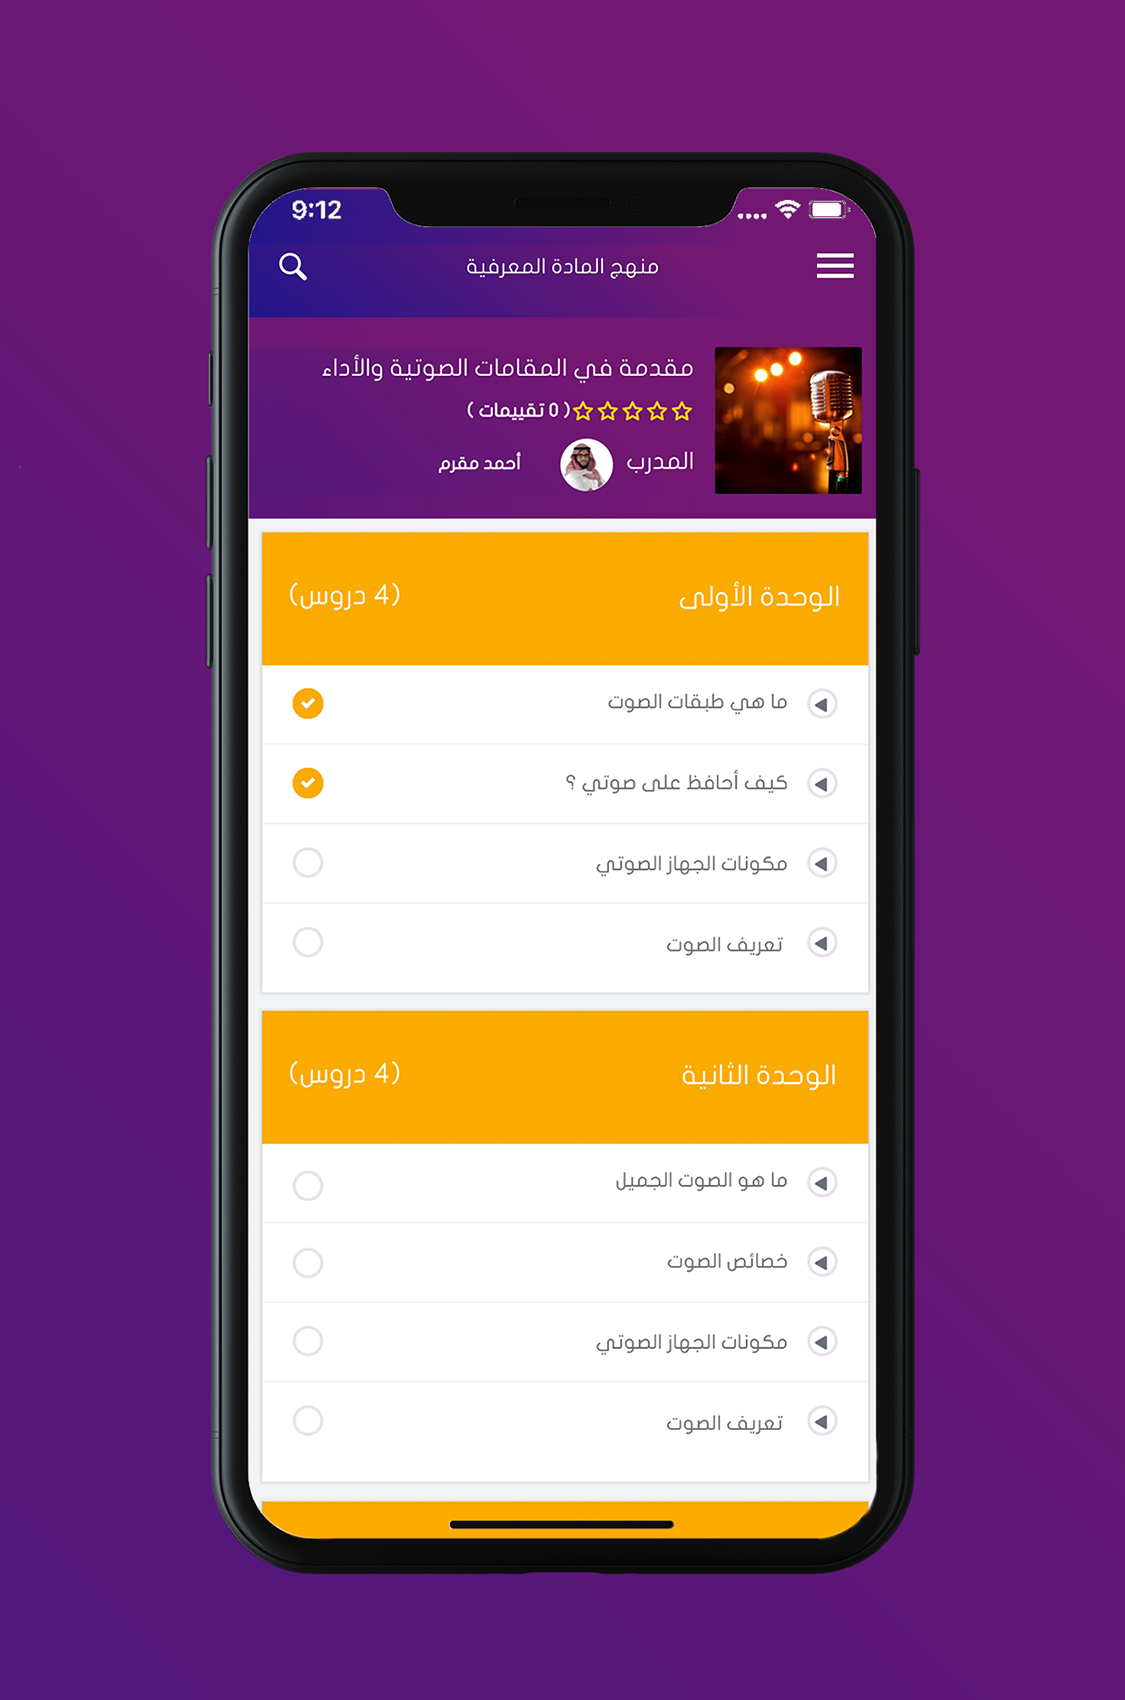 9:12
منهج المادة المعرفية
مقدمة في المقامات الصوتية والأداء
( 0 تقييمات )
المدرب أحمد مقرم
الوحدة الأولى (4 دروس)
ما هي طبقات الصوت
كيف أحافظ على صوتي ؟
مكونات الجهاز الصوتي
تعريف الصوت
الوحدة الثانية (4 دروس)
ما هو الصوت الجميل
خصائص الصوت
مكونات الجهاز الصوتي
تعريف الصوت